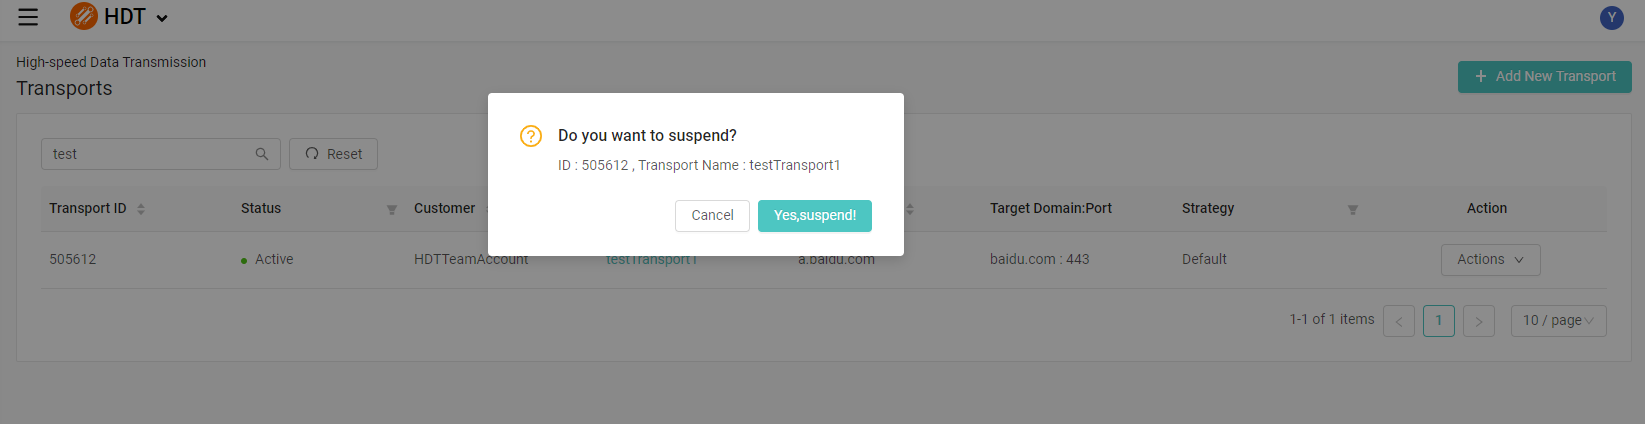 HDT
Y
High-speed Data Transmission
Transports
Add New Transport
Do you want to suspend?
ID : 505612 , Transport Name : testTransport1
Cancel
Yes,suspend!
test
Reset
Transport ID
Status
Customer
Target Domain:Port
Strategy
Action
505612
Active
HDTTeamAccount
testTransport1
a.baidu.com
baidu.com : 443
Default
Actions
1-1 of 1 items
1
10 / page